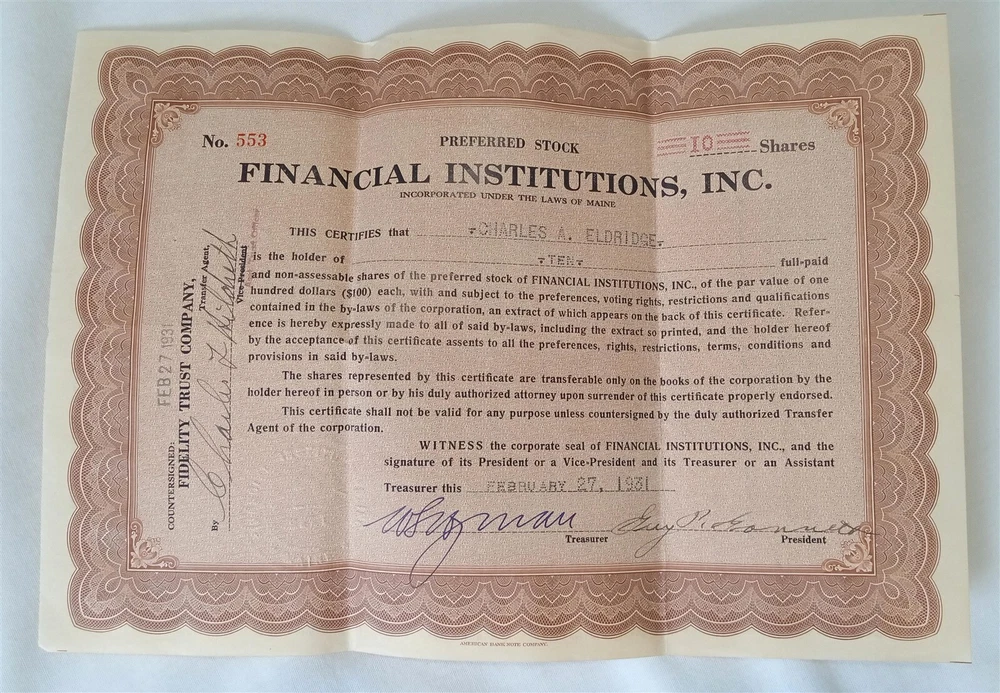 No. 553
PREFERRED STOCK
10 Shares
FINANCIAL INSTITUTIONS, INC.
INCORPORATED UNDER THE LAWS OF MAINE
THIS CERTIFIES that CHARLES A. ELDRIDGE
is the holder of TEN full-paid
and non-assessable shares of the preferred stock of FINANCIAL INSTITUTIONS, INC., of the par value of one
hundred dollars ($100) each, with and subject to the preferences, voting rights, restrictions and qualifications
contained in the by-laws of the corporation, an extract of which appears on the back of this certificate. Refer-
ence is hereby expressly made to all of said by-laws, including the extract so printed, and the holder hereof
by the acceptance of this certificate assents to all the preferences, rights, restrictions, terms, conditions and
provisions in said by-laws.
The shares represented by this certificate are transferable only on the books of the corporation by the
holder hereof in person or by his duly authorized attorney upon surrender of this certificate properly endorsed.
This certificate shall not be valid for any purpose unless countersigned by the duly authorized Transfer
Agent of the corporation.
WITNESS the corporate seal of FINANCIAL INSTITUTIONS, INC., and the
signature of its President or a Vice-President and its Treasurer or an Assistant
Treasurer this FEBRUARY 27, 1931
Treasurer
Guy P. Gannett
President
COUNTERSIGNED: FEB 27 1931
FIDELITY TRUST COMPANY,
Transfer Agent,
By Charles
Vice President
AMERICAN BANK NOTE COMPANY.